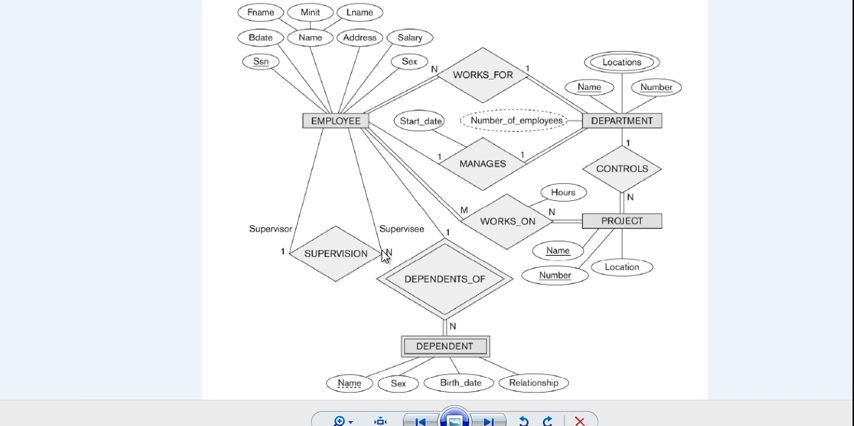 Fname Minit Lname
Bdate Name Address Salary
Ssn Sex
N WORKS_FOR 1
Locations
Name Number
EMPLOYEE Start_date Number_of_employees DEPARTMENT
1 MANAGES 1
1
CONTROLS
N
Hours
M WORKS_ON N PROJECT
Supervisor Supervisee 1
Name
1 SUPERVISION N
Number Location
DEPENDENTS_OF
N
DEPENDENT
Name Sex Birth_date Relationship